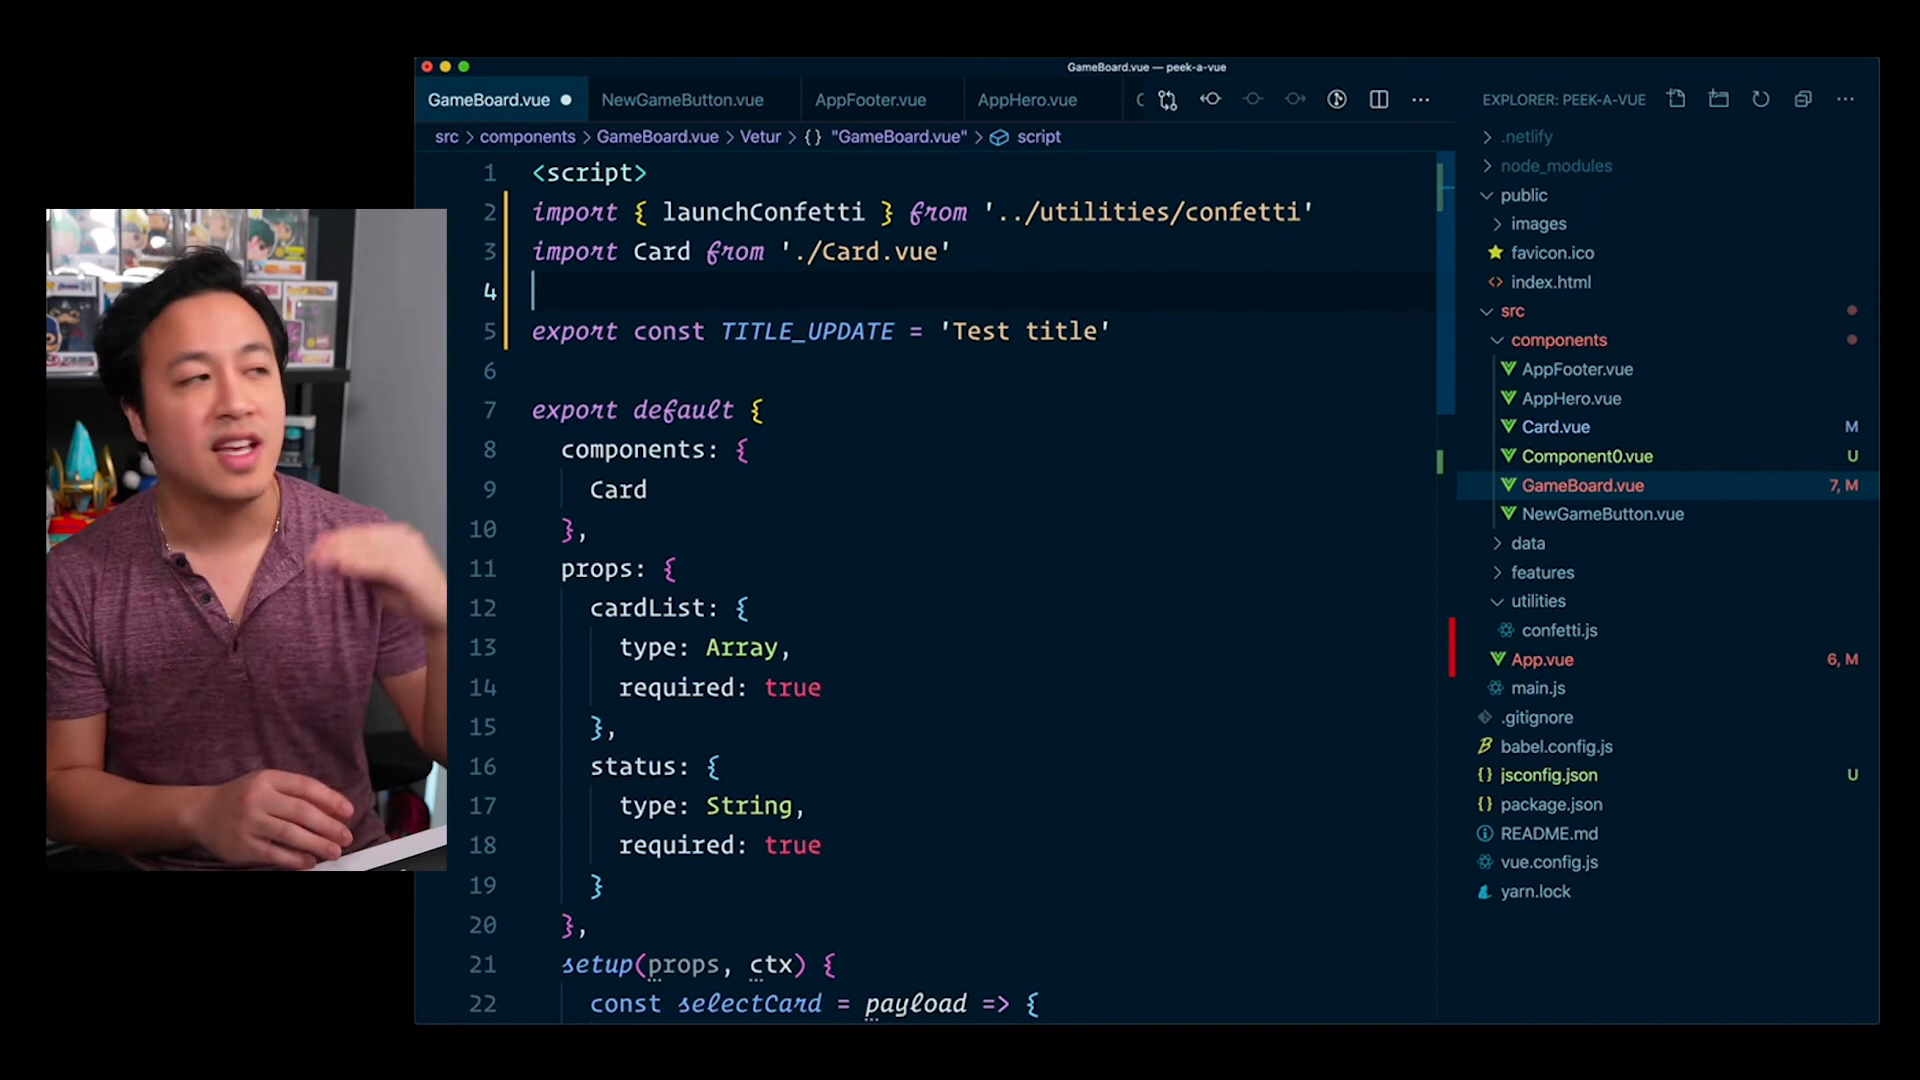 GameBoard.vue — peek-a-vue
GameBoard.vue
NewGameButton.vue
AppFooter.vue
AppHero.vue
src > components > GameBoard.vue > Vetur > {} "GameBoard.vue" > script
1 <script>
2 import { launchConfetti } from '../utilities/confetti'
3 import Card from './Card.vue'
4
5 export const TITLE_UPDATE = 'Test title'
6
7 export default {
8 components: {
9 Card
10 },
11 props: {
12 cardList: {
13 type: Array,
14 required: true
15 },
16 status: {
17 type: String,
18 required: true
19 }
20 },
21 setup(props, ctx) {
22 const selectCard = payload => {
EXPLORER: PEEK-A-VUE
.netlify
node_modules
public
images
favicon.ico
index.html
src
components
AppFooter.vue
AppHero.vue
Card.vue M
Component0.vue U
GameBoard.vue 7, M
NewGameButton.vue
data
features
utilities
confetti.js
App.vue 6, M
main.js
.gitignore
babel.config.js
jsconfig.json U
package.json
README.md
vue.config.js
yarn.lock